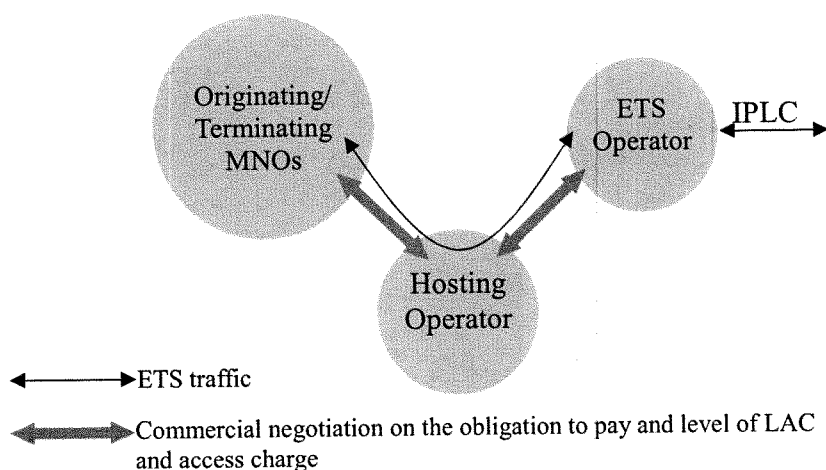 Originating/
Terminating
MNOs
ETS
Operator
IPLC
Hosting
Operator
ETS traffic
Commercial negotiation on the obligation to pay and level of LAC
and access charge